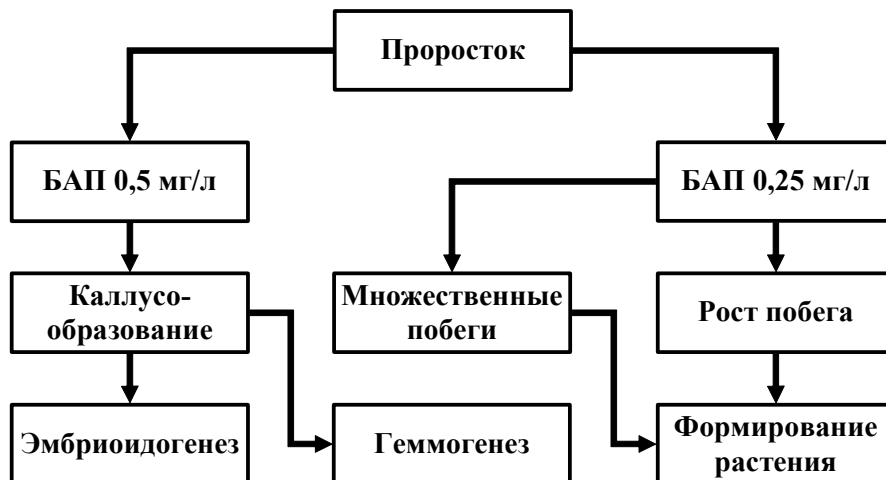 Проросток
БАП 0,5 мг/л
БАП 0,25 мг/л
Каллусо-
образование
Множественные
побеги
Рост побега
Эмбриоидогенез
Геммогенез
Формирование
растения